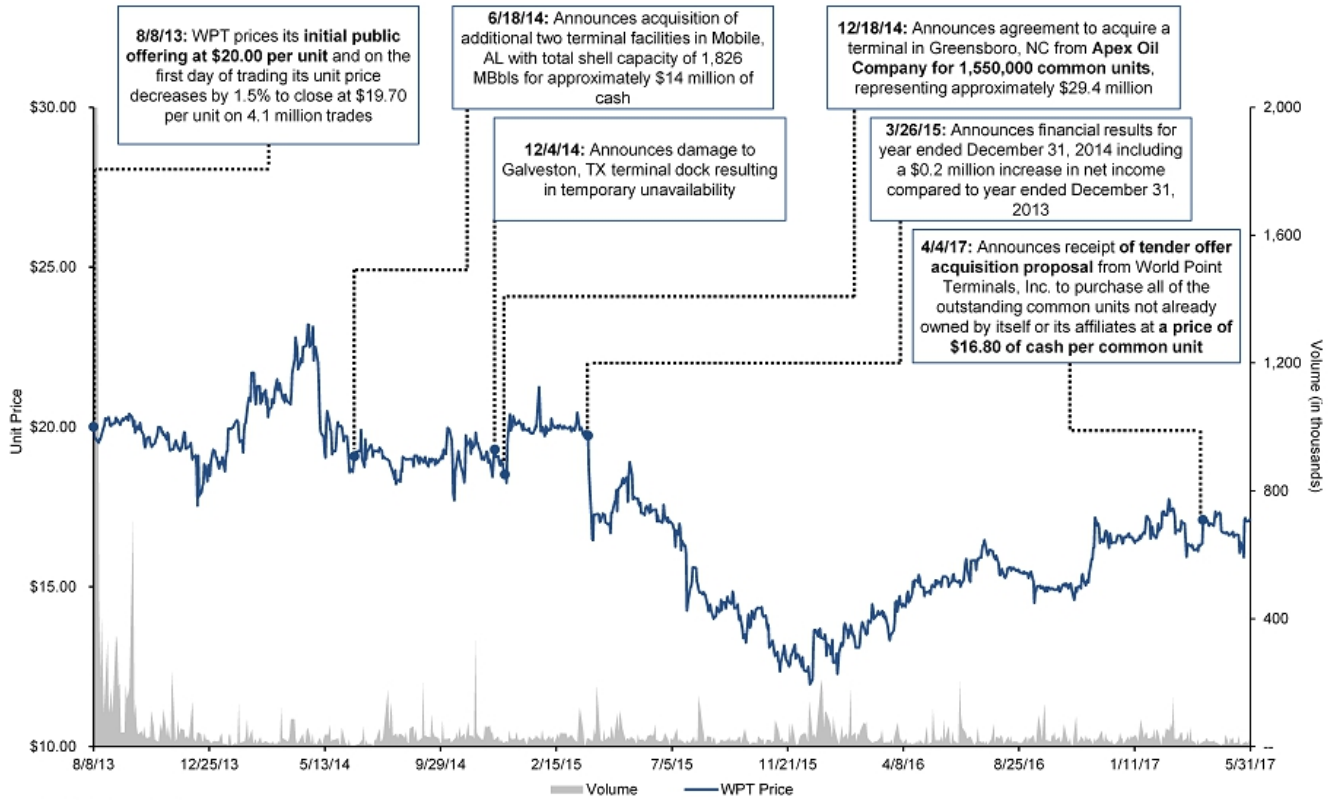 8/8/13: WPT prices its initial public
offering at $20.00 per unit and on the
first day of trading its unit price
decreases by 1.5% to close at $19.70
per unit on 4.1 million trades
6/18/14: Announces acquisition of
additional two terminal facilities in Mobile,
AL with total shell capacity of 1,826
MBbls for approximately $14 million of
cash
12/18/14: Announces agreement to acquire a
terminal in Greensboro, NC from Apex Oil
Company for 1,550,000 common units,
representing approximately $29.4 million
12/4/14: Announces damage to
Galveston, TX terminal dock resulting
in temporary unavailability
3/26/15: Announces financial results for
year ended December 31, 2014 including
a $0.2 million increase in net income
compared to year ended December 31,
2013
4/4/17: Announces receipt of tender offer
acquisition proposal from World Point
Terminals, Inc. to purchase all of the
outstanding common units not already
owned by itself or its affiliates at a price of
$16.80 of cash per common unit
$30.00
$25.00
$20.00
$15.00
$10.00
Unit Price
2,000
1,600
1,200
800
400
--
Volume (in thousands)
8/8/13
12/25/13
5/13/14
9/29/14
2/15/15
7/5/15
11/21/15
4/8/16
8/25/16
1/11/17
5/31/17
Volume
WPT Price